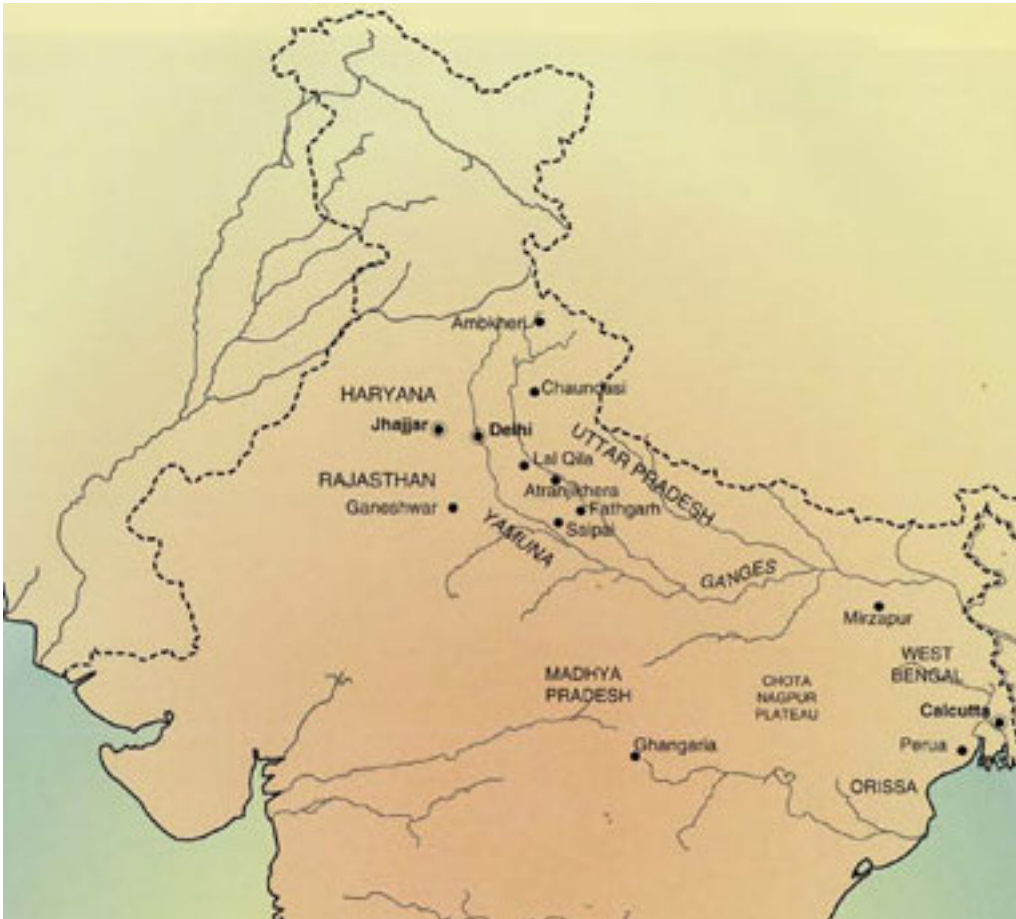 Ambkheri
Chaundasi
HARYANA
Jhajjar
Delhi
UTTAR PRADESH
Lal Qila
RAJASTHAN
Atranjikhera
Ganeshwar
Fathgarh
Saipai
YAMUNA
GANGES
Mirzapur
MADHYA
PRADESH
CHOTA
NAGPUR
PLATEAU
WEST
BENGAL
Calcutta
Perua
Ghangaria
ORISSA